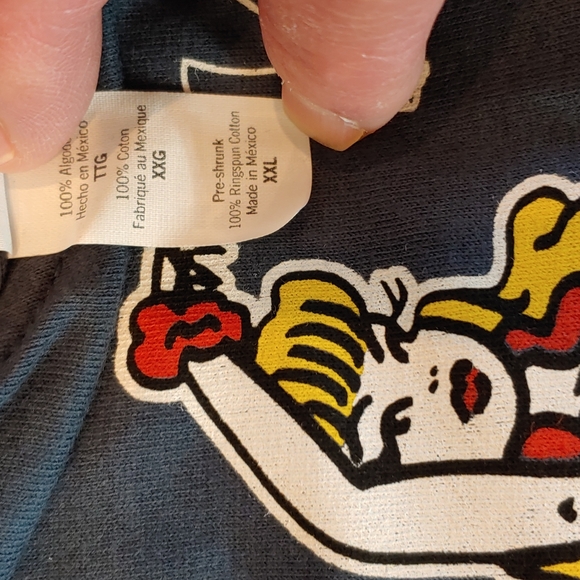 Pre-shrunk
100% Ringspun Cotton
Made in México
XXL
100% Coton
Fabriqué au Mexique
XXG
100%
Hecho en México
TTG